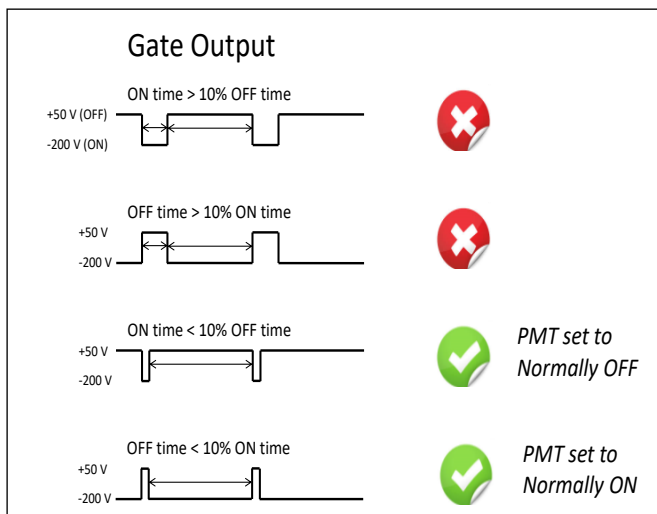 Gate Output
ON time > 10% OFF time
+50 V (OFF)
-200 V (ON)
OFF time > 10% ON time
+50 V
-200 V
ON time < 10% OFF time
+50 V
-200 V
PMT set to
Normally OFF
OFF time < 10% ON time
+50 V
-200 V
PMT set to
Normally ON